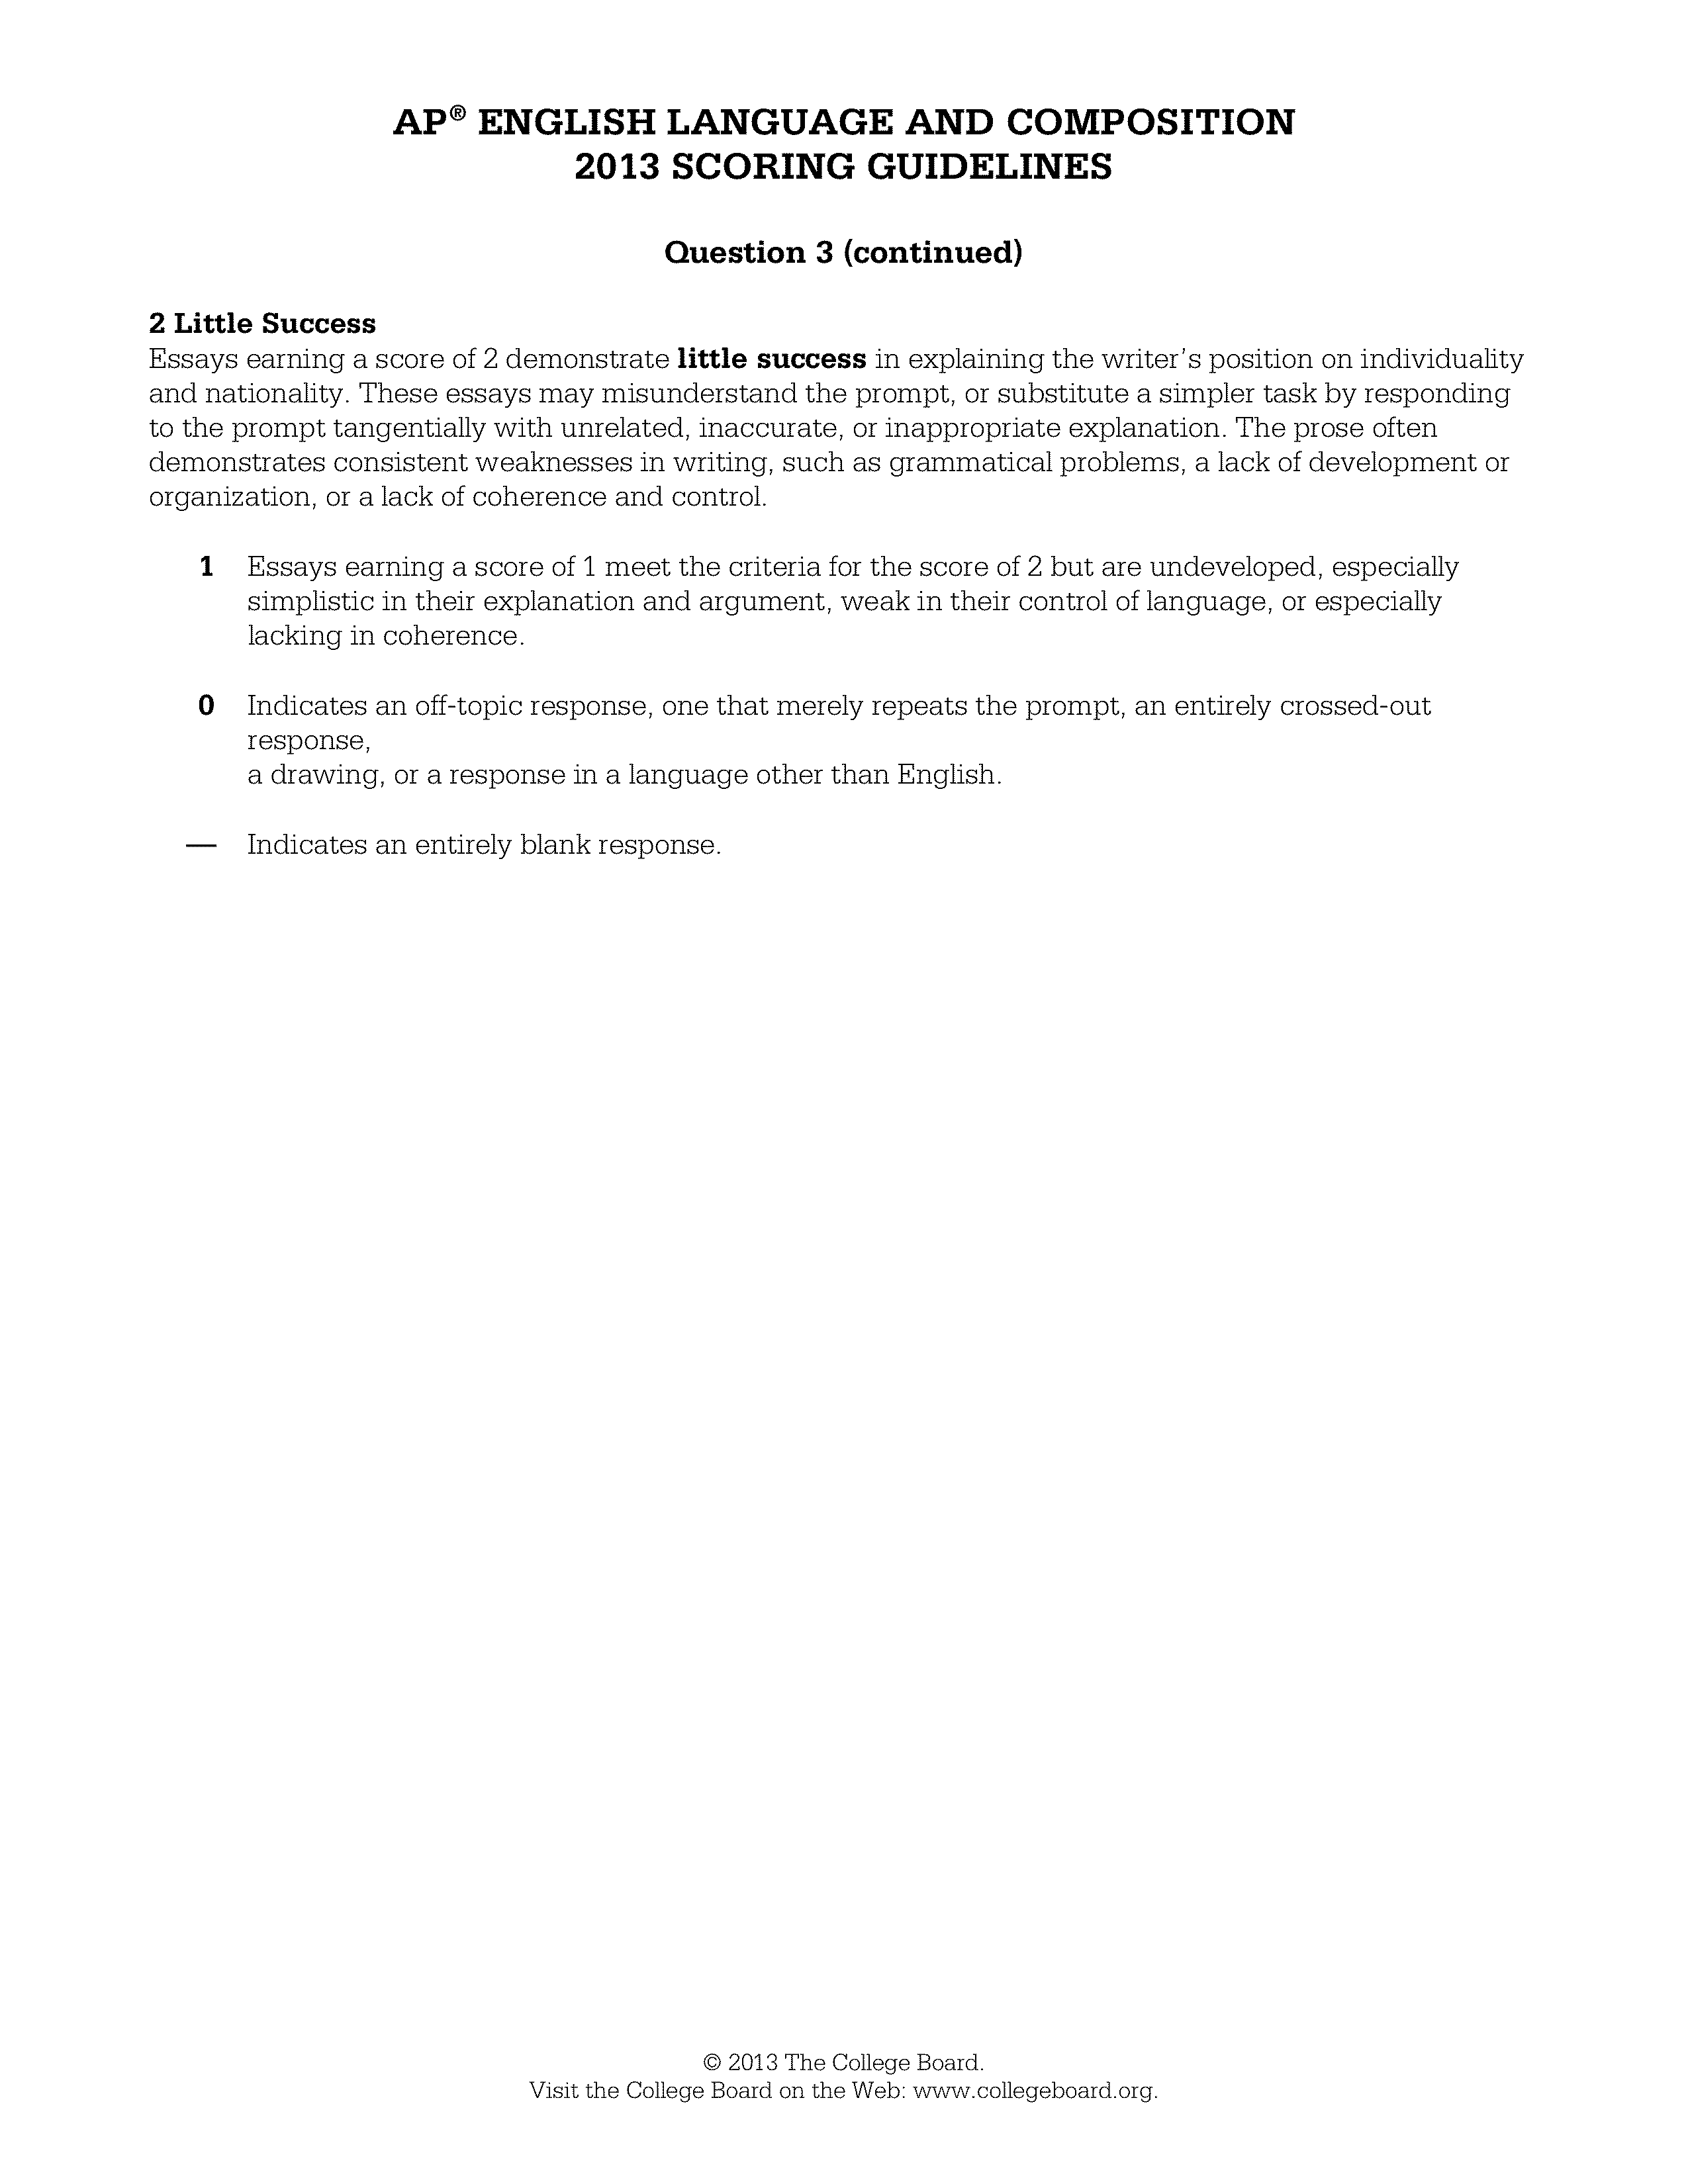 AP® ENGLISH LANGUAGE AND COMPOSITION
2013 SCORING GUIDELINES
Question 3 (continued)
2 Little Success
Essays earning a score of 2 demonstrate little success in explaining the writer’s position on individuality
and nationality. These essays may misunderstand the prompt, or substitute a simpler task by responding
to the prompt tangentially with unrelated, inaccurate, or inappropriate explanation. The prose often
demonstrates consistent weaknesses in writing, such as grammatical problems, a lack of development or
organization, or a lack of coherence and control.
1 Essays earning a score of 1 meet the criteria for the score of 2 but are undeveloped, especially
simplistic in their explanation and argument, weak in their control of language, or especially
lacking in coherence.
0 Indicates an off-topic response, one that merely repeats the prompt, an entirely crossed-out
response,
a drawing, or a response in a language other than English.
— Indicates an entirely blank response.
© 2013 The College Board.
Visit the College Board on the Web: www.collegeboard.org.